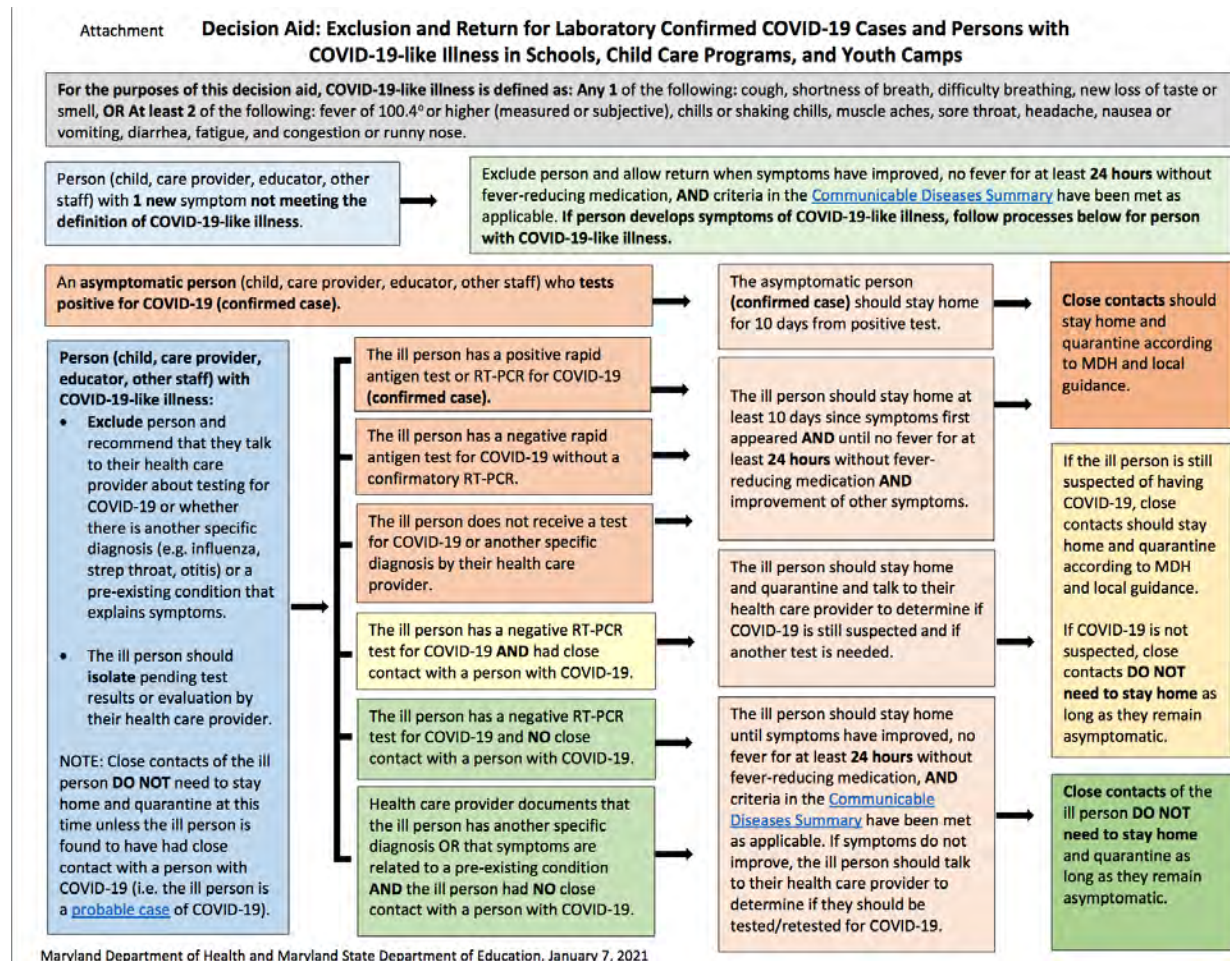 Attachment
Decision Aid: Exclusion and Return for Laboratory Confirmed COVID-19 Cases and Persons with
COVID-19-like Illness in Schools, Child Care Programs, and Youth Camps
For the purposes of this decision aid, COVID-19-like illness is defined as: Any 1 of the following: cough, shortness of breath, difficulty breathing, new loss of taste or
smell, OR At least 2 of the following: fever of 100.4° or higher (measured or subjective), chills or shaking chills, muscle aches, sore throat, headache, nausea or
vomiting, diarrhea, fatigue, and congestion or runny nose.
Person (child, care provider, educator, other
staff) with 1 new symptom not meeting the
definition of COVID-19-like illness.
Exclude person and allow return when symptoms have improved, no fever for at least 24 hours without
fever-reducing medication, AND criteria in the Communicable Diseases Summary have been met as
applicable. If person develops symptoms of COVID-19-like illness, follow processes below for person
with COVID-19-like illness.
An asymptomatic person (child, care provider, educator, other staff) who tests
positive for COVID-19 (confirmed case).
The asymptomatic person
(confirmed case) should stay home
for 10 days from positive test.
Close contacts should
stay home and
quarantine according
to MDH and local
guidance.
Person (child, care provider,
educator, other staff) with
COVID-19-like illness:
• Exclude person and
recommend that they talk
to their health care
provider about testing for
COVID-19 or whether
there is another specific
diagnosis (e.g. influenza,
strep throat, otitis) or a
pre-existing condition that
explains symptoms.
• The ill person should
isolate pending test
results or evaluation by
their health care provider.
NOTE: Close contacts of the ill
person DO NOT need to stay
home and quarantine at this
time unless the ill person is
found to have had close
contact with a person with
COVID-19 (i.e. the ill person is
a probable case of COVID-19).
The ill person has a positive rapid
antigen test or RT-PCR for COVID-19
(confirmed case).
The ill person has a negative rapid
antigen test for COVID-19 without a
confirmatory RT-PCR.
The ill person does not receive a test
for COVID-19 or another specific
diagnosis by their health care
provider.
The ill person has a negative RT-PCR
test for COVID-19 AND had close
contact with a person with COVID-19.
The ill person has a negative RT-PCR
test for COVID-19 and NO close
contact with a person with COVID-19.
Health care provider documents that
the ill person has another specific
diagnosis OR that symptoms are
related to a pre-existing condition
AND the ill person had NO close
contact with a person with COVID-19.
The ill person should stay home at
least 10 days since symptoms first
appeared AND until no fever for at
least 24 hours without fever-
reducing medication AND
improvement of other symptoms.
The ill person should stay home
and quarantine and talk to their
health care provider to determine if
COVID-19 is still suspected and if
another test is needed.
The ill person should stay home
until symptoms have improved, no
fever for at least 24 hours without
fever-reducing medication, AND
criteria in the Communicable
Diseases Summary have been met
as applicable. If symptoms do not
improve, the ill person should talk
to their health care provider to
determine if they should be
tested/retested for COVID-19.
If the ill person is still
suspected of having
COVID-19, close
contacts should stay
home and quarantine
according to MDH
and local guidance.
If COVID-19 is not
suspected, close
contacts DO NOT
need to stay home as
long as they remain
asymptomatic.
Close contacts of the
ill person DO NOT
need to stay home
and quarantine as
long as they remain
asymptomatic.
Maryland Department of Health and Maryland State Department of Education, January 7, 2021